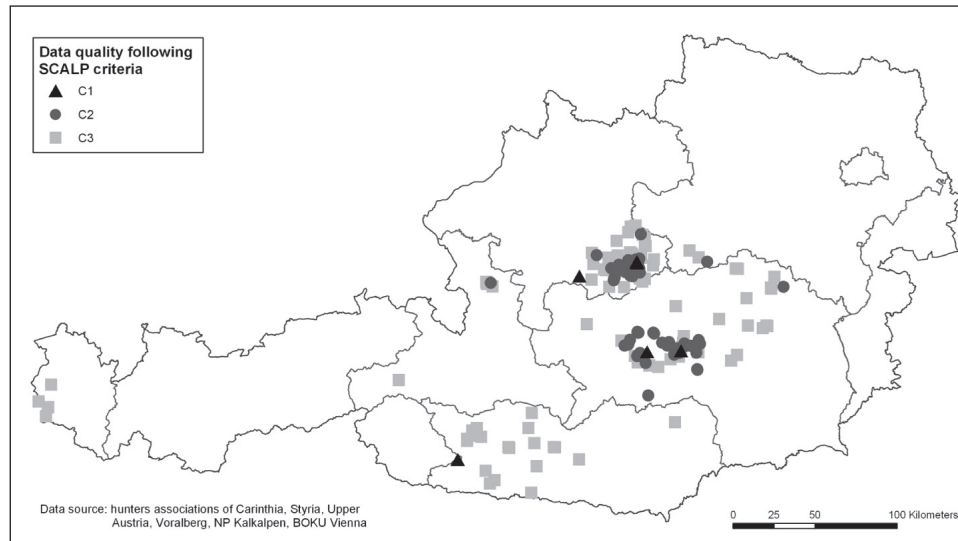 Data quality following
SCALP criteria
C1
C2
C3
Data source: hunters associations of Carinthia, Styria, Upper
Austria, Voralberg, NP Kalkalpen, BOKU Vienna
0 25 50 100 Kilometers